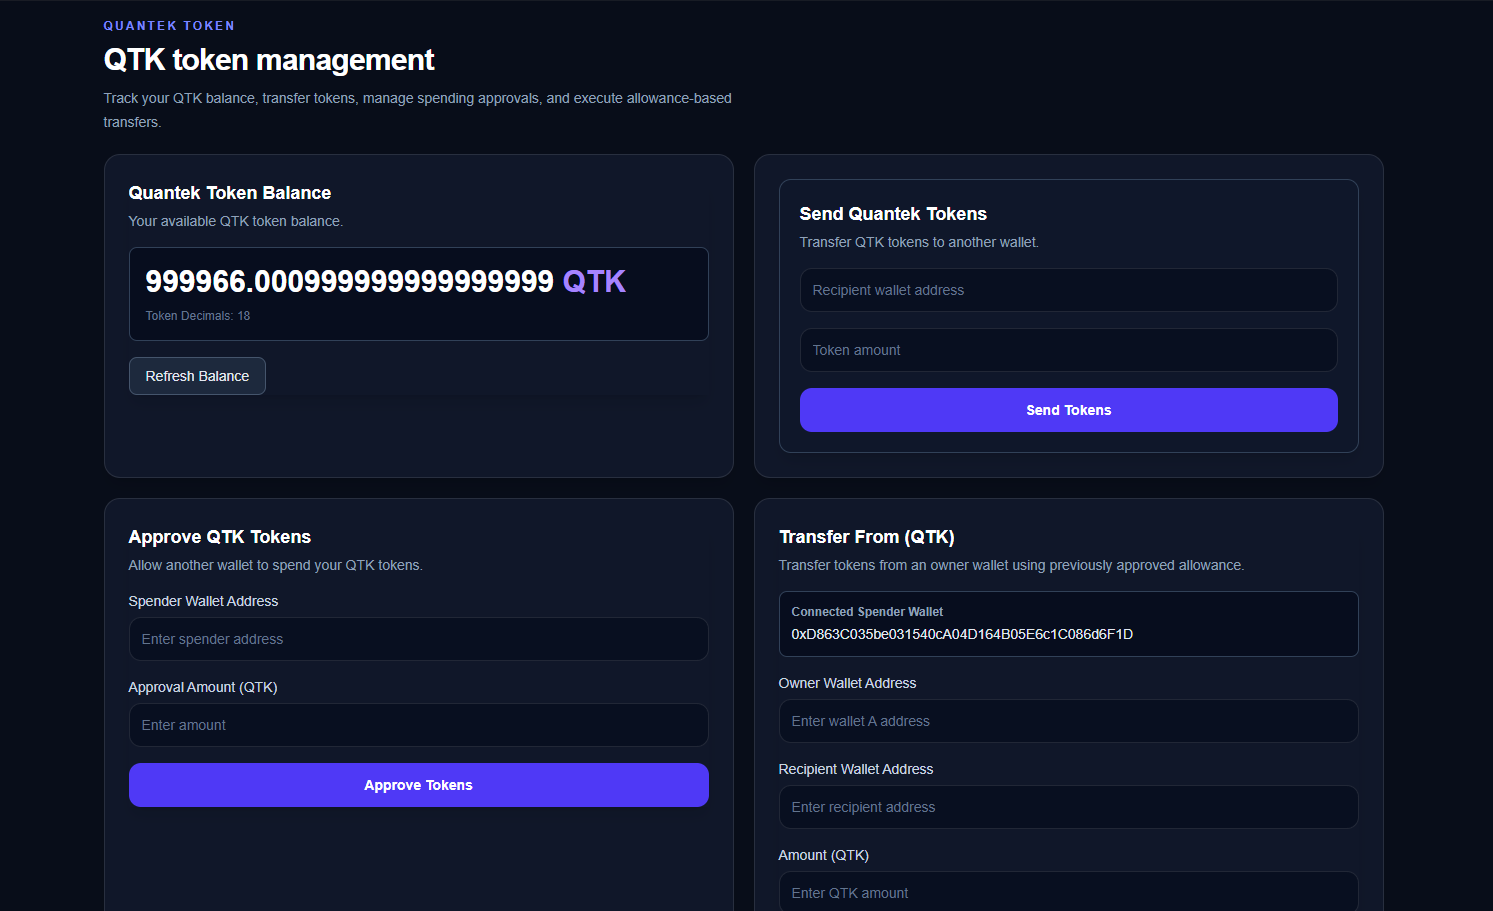 QUANTEK TOKEN
QTK token management
Track your QTK balance, transfer tokens, manage spending approvals, and execute allowance-based
transfers.
Quantek Token Balance
Your available QTK token balance.
999966.000999999999999999 QTK
Token Decimals: 18
Refresh Balance
Send Quantek Tokens
Transfer QTK tokens to another wallet.
Recipient wallet address
Token amount
Send Tokens
Approve QTK Tokens
Allow another wallet to spend your QTK tokens.
Spender Wallet Address
Enter spender address
Approval Amount (QTK)
Enter amount
Approve Tokens
Transfer From (QTK)
Transfer tokens from an owner wallet using previously approved allowance.
Connected Spender Wallet
0xD863C035be031540cA04D164B05E6c1C086d6F1D
Owner Wallet Address
Enter wallet A address
Recipient Wallet Address
Enter recipient address
Amount (QTK)
Enter QTK amount